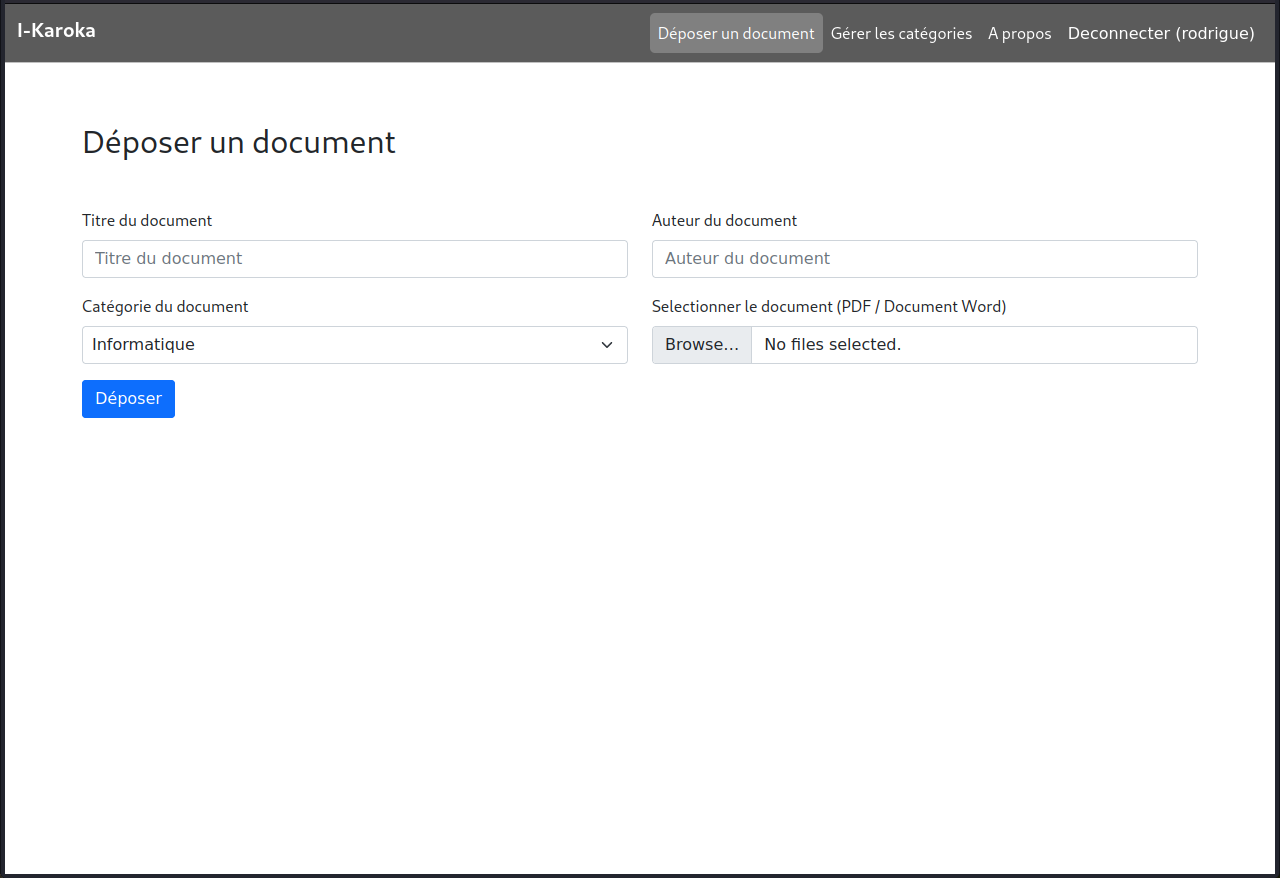 I-Karoka
Déposer un document
Gérer les catégories
A propos
Deconnecter (rodrigue)
Déposer un document
Titre du document
Auteur du document
Titre du document
Auteur du document
Catégorie du document
Selectionner le document (PDF / Document Word)
Informatique
Browse...
No files selected.
Déposer